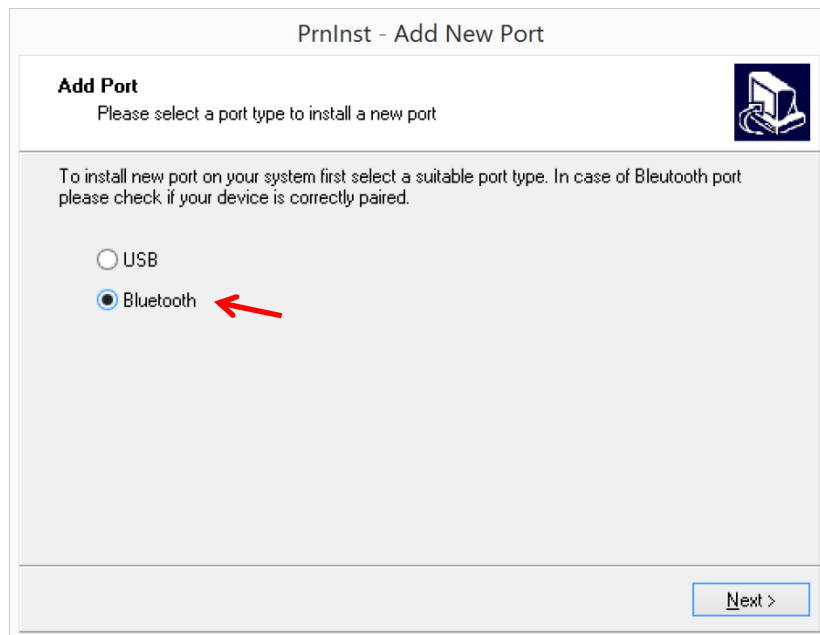 PrnInst - Add New Port
Add Port
Please select a port type to install a new port
To install new port on your system first select a suitable port type. In case of Bleutooth port
please check if your device is correctly paired.
USB
Bluetooth
Next >